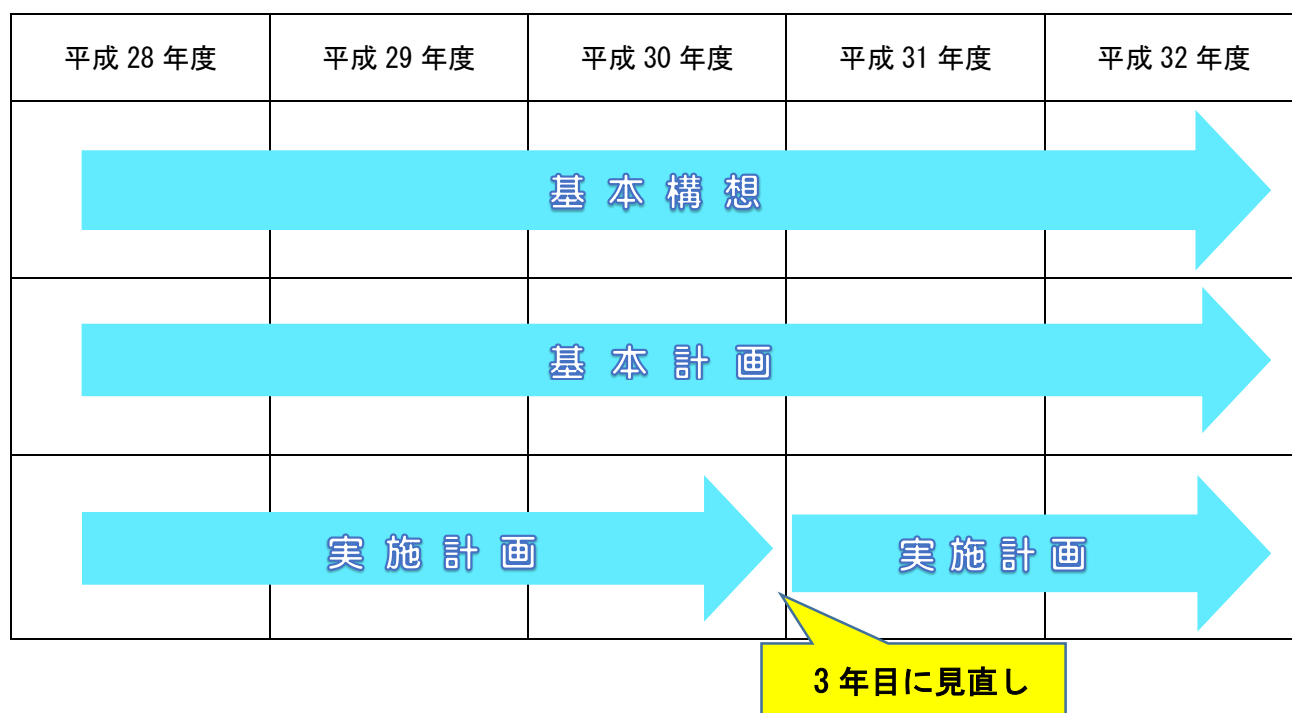 平成 28 年度
平成 29 年度
平成 30 年度
平成 31 年度
平成 32 年度
基本構想
基本計画
実施計画
実施計画
3 年目に見直し